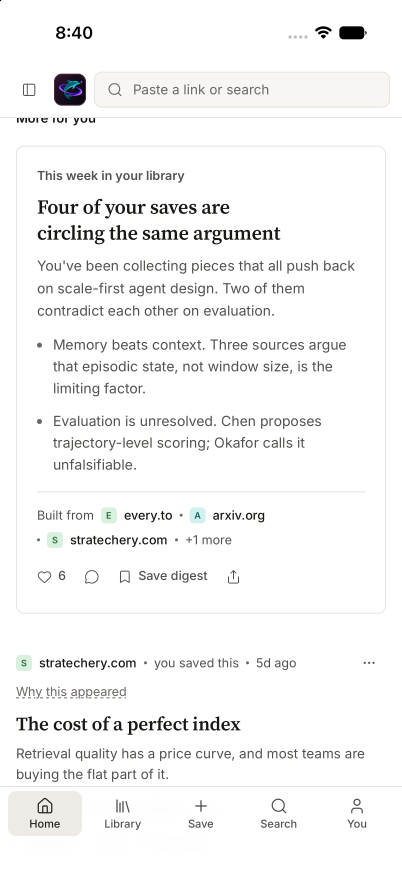 8:40
Paste a link or search
More for you
This week in your library
Four of your saves are
circling the same argument
You've been collecting pieces that all push back
on scale-first agent design. Two of them
contradict each other on evaluation.
• Memory beats context. Three sources argue
that episodic state, not window size, is the
limiting factor.
• Evaluation is unresolved. Chen proposes
trajectory-level scoring; Okafor calls it
unfalsifiable.
Built from E every.to • A arxiv.org
• S stratechery.com • +1 more
6 Save digest
S stratechery.com • you saved this • 5d ago
Why this appeared
The cost of a perfect index
Retrieval quality has a price curve, and most teams are
buying the flat part of it.
Home Library Save Search You